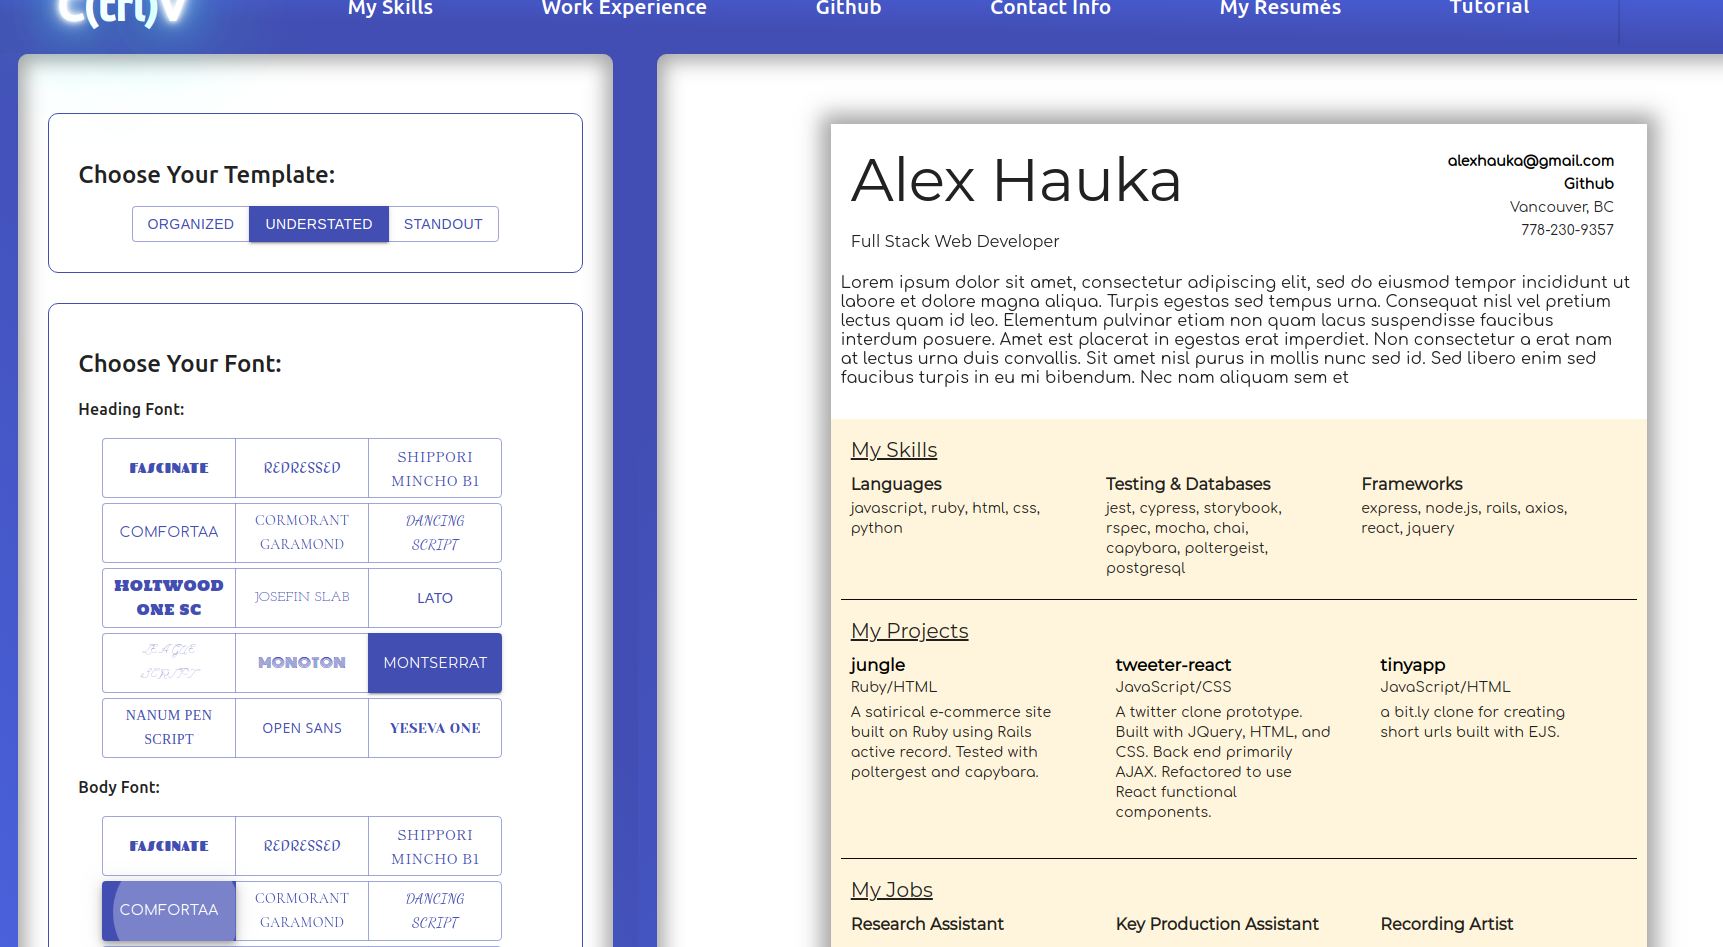 C(trl)V
My Skills
Work Experience
Github
Contact Info
My Resumés
Tutorial
Choose Your Template:
ORGANIZED
UNDERSTATED
STANDOUT
Choose Your Font:
Heading Font:
FASCINATE
REDRESSED
SHIPPORI
MINCHO B1
COMFORTAA
CORMORANT
GARAMOND
DANCING
SCRIPT
HOLTWOOD
ONE SC
JOSEFIN SLAB
LATO
LEAGUE
SCRIPT
MONOTON
MONTSERRAT
NANUM PEN
SCRIPT
OPEN SANS
YESEVA ONE
Body Font:
FASCINATE
REDRESSED
SHIPPORI
MINCHO B1
COMFORTAA
CORMORANT
GARAMOND
DANCING
SCRIPT
Alex Hauka
Full Stack Web Developer
alexhauka@gmail.com
Github
Vancouver, BC
778-230-9357
Lorem ipsum dolor sit amet, consectetur adipiscing elit, sed do eiusmod tempor incididunt ut
labore et dolore magna aliqua. Turpis egestas sed tempus urna. Consequat nisl vel pretium
lectus quam id leo. Elementum pulvinar etiam non quam lacus suspendisse faucibus
interdum posuere. Amet est placerat in egestas erat imperdiet. Non consectetur a erat nam
at lectus urna duis convallis. Sit amet nisl purus in mollis nunc sed id. Sed libero enim sed
faucibus turpis in eu mi bibendum. Nec nam aliquam sem et
My Skills
Languages
javascript, ruby, html, css,
python
Testing & Databases
jest, cypress, storybook,
rspec, mocha, chai,
capybara, poltergeist,
postgresql
Frameworks
express, node.js, rails, axios,
react, jquery
My Projects
jungle
Ruby/HTML
A satirical e-commerce site
built on Ruby using Rails
active record. Tested with
poltergest and capybara.
tweeter-react
JavaScript/CSS
A twitter clone prototype.
Built with JQuery, HTML, and
CSS. Back end primarily
AJAX. Refactored to use
React functional
components.
tinyapp
JavaScript/HTML
a bit.ly clone for creating
short urls built with EJS.
My Jobs
Research Assistant
Key Production Assistant
Recording Artist